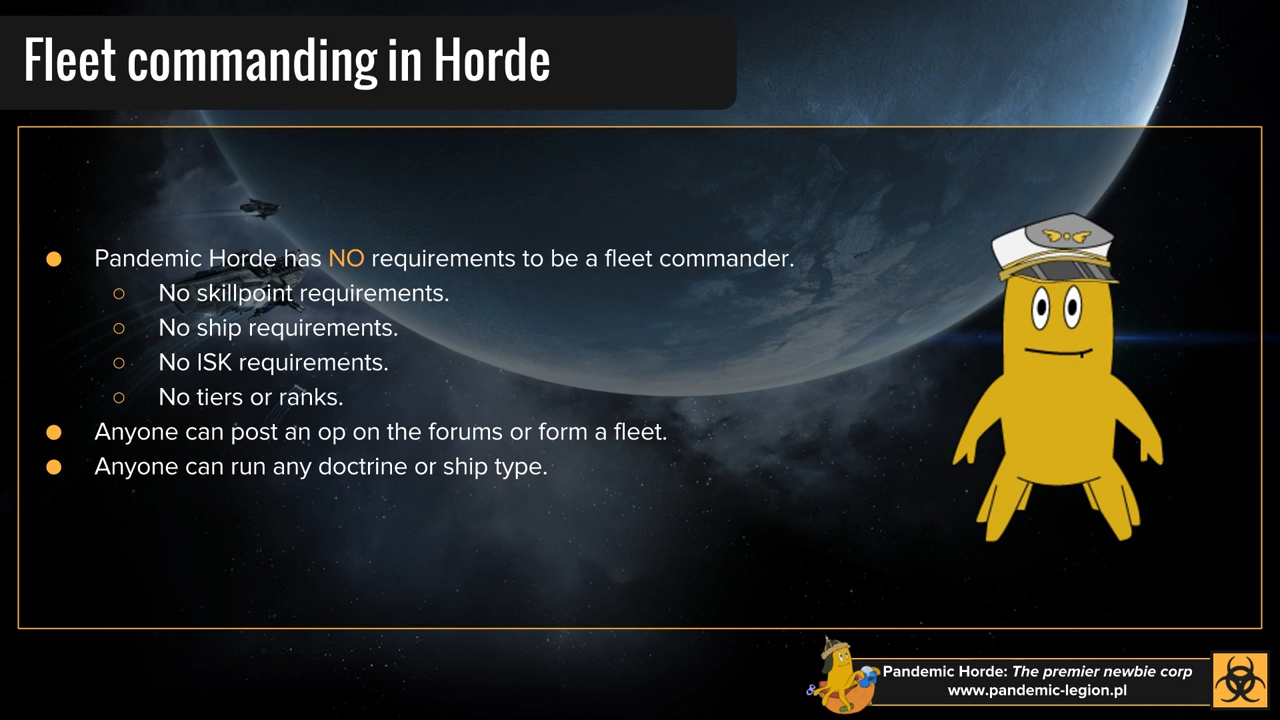 Fleet commanding in Horde
● Pandemic Horde has NO requirements to be a fleet commander.
○ No skillpoint requirements.
○ No ship requirements.
○ No ISK requirements.
○ No tiers or ranks.
● Anyone can post an op on the forums or form a fleet.
● Anyone can run any doctrine or ship type.
Pandemic Horde: The premier newbie corp
www.pandemic-legion.pl